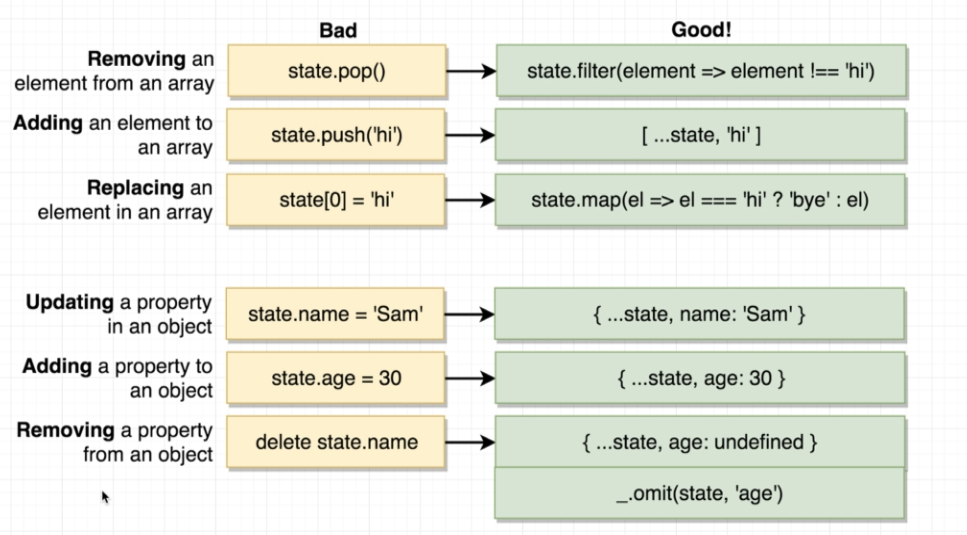 Bad
Good!
Removing an
element from an array
state.pop()
state.filter(element => element !== 'hi')
Adding an element to
an array
state.push('hi')
[ ...state, 'hi' ]
Replacing an
element in an array
state[0] = 'hi'
state.map(el => el === 'hi' ? 'bye' : el)
Updating a property
in an object
state.name = 'Sam'
{ ...state, name: 'Sam' }
Adding a property to
an object
state.age = 30
{ ...state, age: 30 }
Removing a property
from an object
delete state.name
{ ...state, age: undefined }
_.omit(state, 'age')